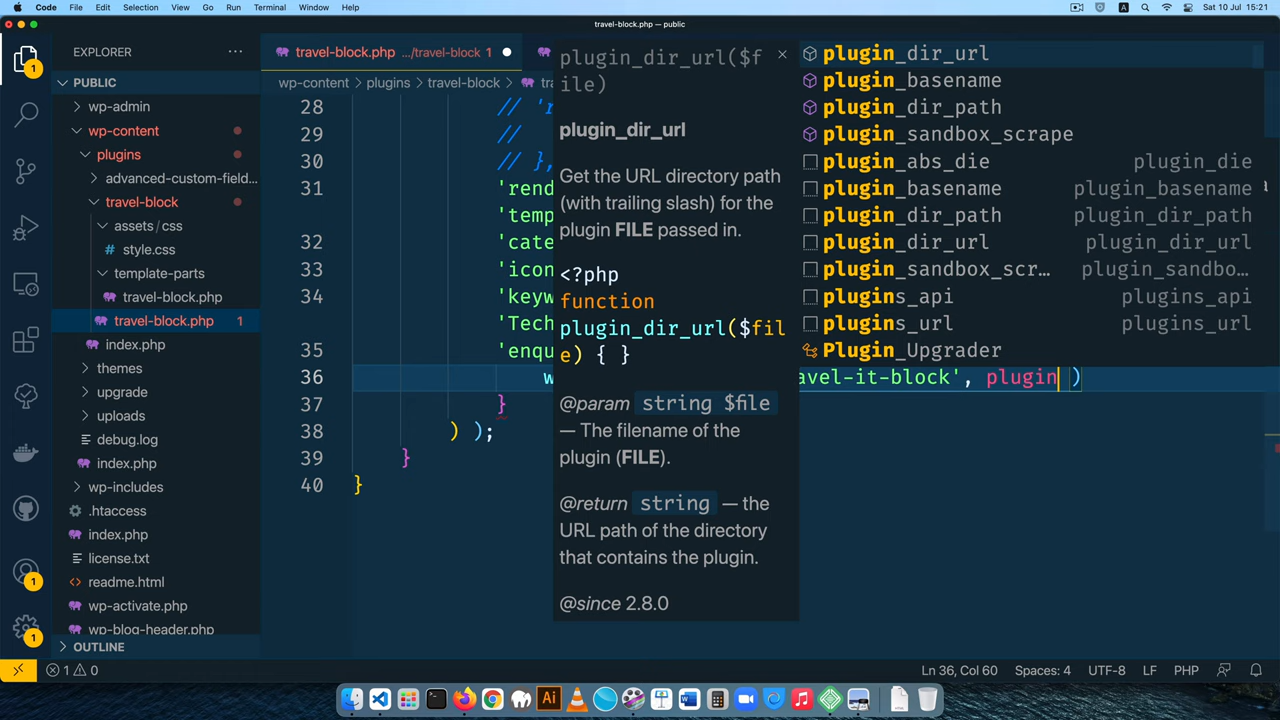 Code File Edit Selection View Go Run Terminal Window Help
A
Sat 10 Jul 15:21
travel-block.php — public
EXPLORER
PUBLIC
wp-admin
wp-content
plugins
advanced-custom-field...
travel-block
assets / css
# style.css
template-parts
travel-block.php
travel-block.php 1
index.php
themes
upgrade
uploads
debug.log
index.php
wp-includes
.htaccess
index.php
license.txt
<> readme.html
wp-activate.php
wp-blog-header.php
OUTLINE
1
1
1
travel-block.php .../travel-block 1
wp-content > plugins > travel-block >
28 // 'r
29 //
30 // },
31 'rend
'temp
32 'cate
33 'icon
34 'keyw
'Tech
35 'enqu
36 w avel-it-block', plugin )
37 }
38 ) );
39 }
40 }
plugin_dir_url($f
ile)
plugin_dir_url
Get the URL directory path
(with trailing slash) for the
plugin FILE passed in.
<?php
function
plugin_dir_url($fil
e) { }
@param string $file
— The filename of the
plugin (FILE).
@return string — the
URL path of the directory
that contains the plugin.
@since 2.8.0
plugin_dir_url
plugin_basename
plugin_dir_path
plugin_sandbox_scrape
plugin_abs_die plugin_die
plugin_basename plugin_basename
plugin_dir_path plugin_dir_path
plugin_dir_url plugin_dir_url
plugin_sandbox_scr... plugin_sandbo...
plugins_api plugins_api
plugins_url plugins_url
Plugin_Upgrader
1 0
Ln 36, Col 60 Spaces: 4 UTF-8 LF PHP
Ai
W